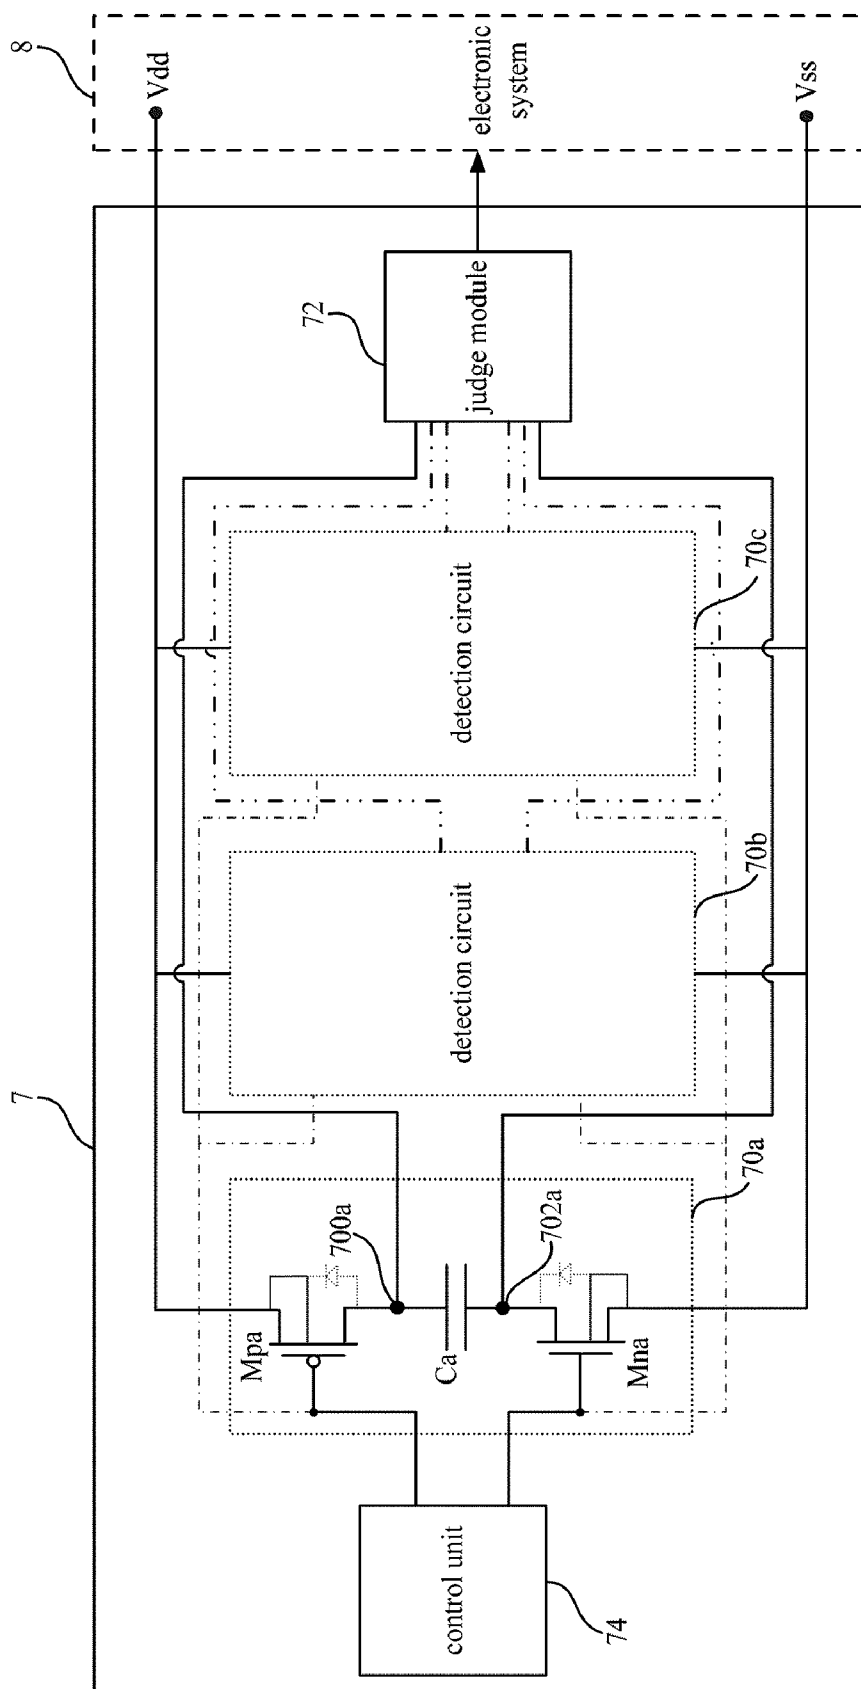 8
Vdd
electronic
system
Vss
7
72
judge module
detection circuit
70c
detection circuit
70b
70a
700a
702a
Mpa
Ca
Mna
control unit
74